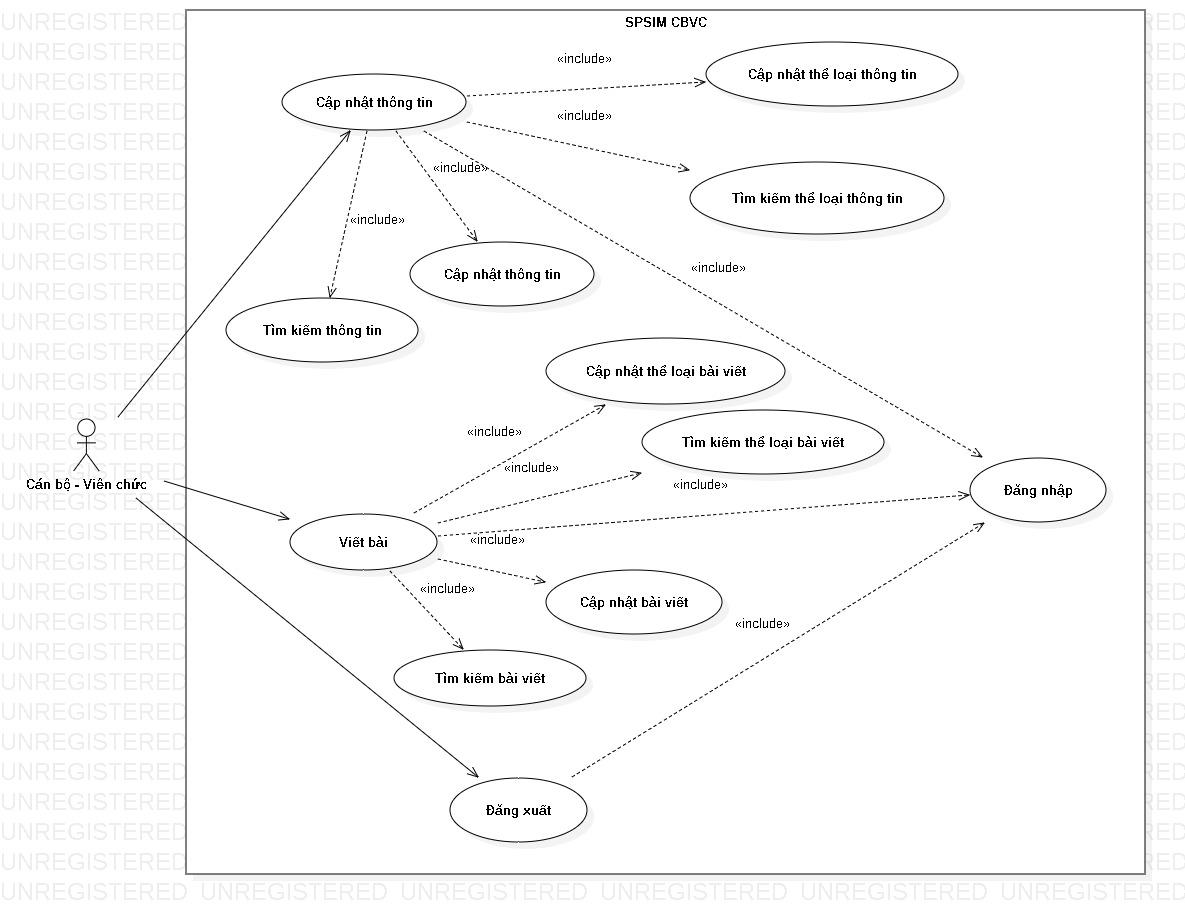 SPSIM CBVC
«include»
Cập nhật thể loại thông tin
Cập nhật thông tin
«include»
«include»
Tìm kiếm thể loại thông tin
«include»
«include»
Cập nhật thông tin
Tìm kiếm thông tin
Cập nhật thể loại bài viết
«include»
Tìm kiếm thể loại bài viết
«include»
Cán bộ - Viên chức
«include»
Đăng nhập
«include»
Viết bài
«include»
Cập nhật bài viết
«include»
Tìm kiếm bài viết
Đăng xuất
UNREGISTERED UNREGISTERED UNREGISTERED UNREGISTERED UNREGISTERED UNREGISTERED